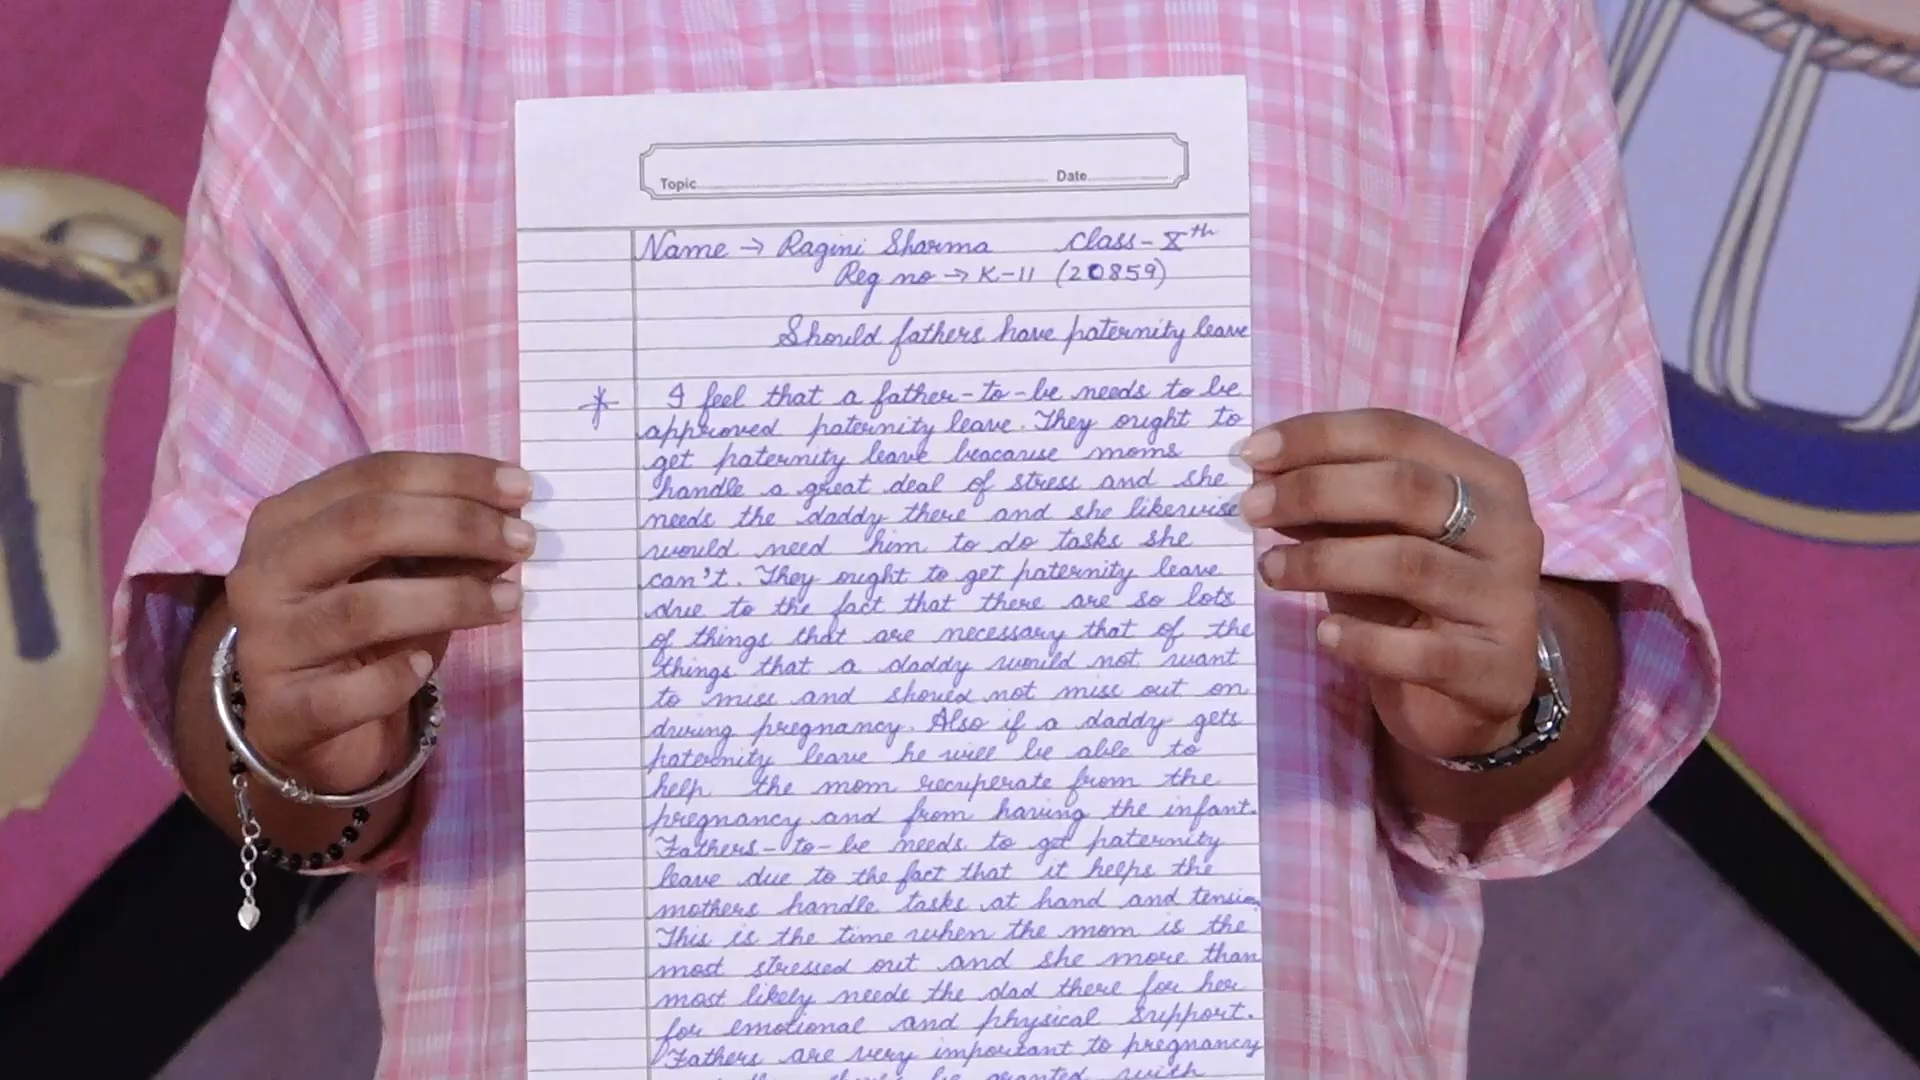 Topic Date
Name → Ragini Sharma class - Xth
Reg no → K-11 (20859)
Should fathers have paternity leave
* I feel that a father-to-be needs to be
approved paternity leave. They ought to
get paternity leave beacause moms
handle a great deal of stress and she
needs the daddy there and she likewise
would need him to do tasks she
can't. They ought to get paternity leave
due to the fact that there are so lots
of things that are necessary that of the
things that a daddy would not want
to miss and should not miss out on
during pregnancy. Also if a daddy gets
paternity leave he will be able to
help the mom recuperate from the
pregnancy and from having the infant.
Fathers-to-be needs to get paternity
leave due to the fact that it helps the
mothers handle tasks at hand and tension
This is the time when the mom is the
most stressed out and she more than
most likely needs the dad there for her
for emotional and physical support.
Fathers are very important to pregnancy
be granted with